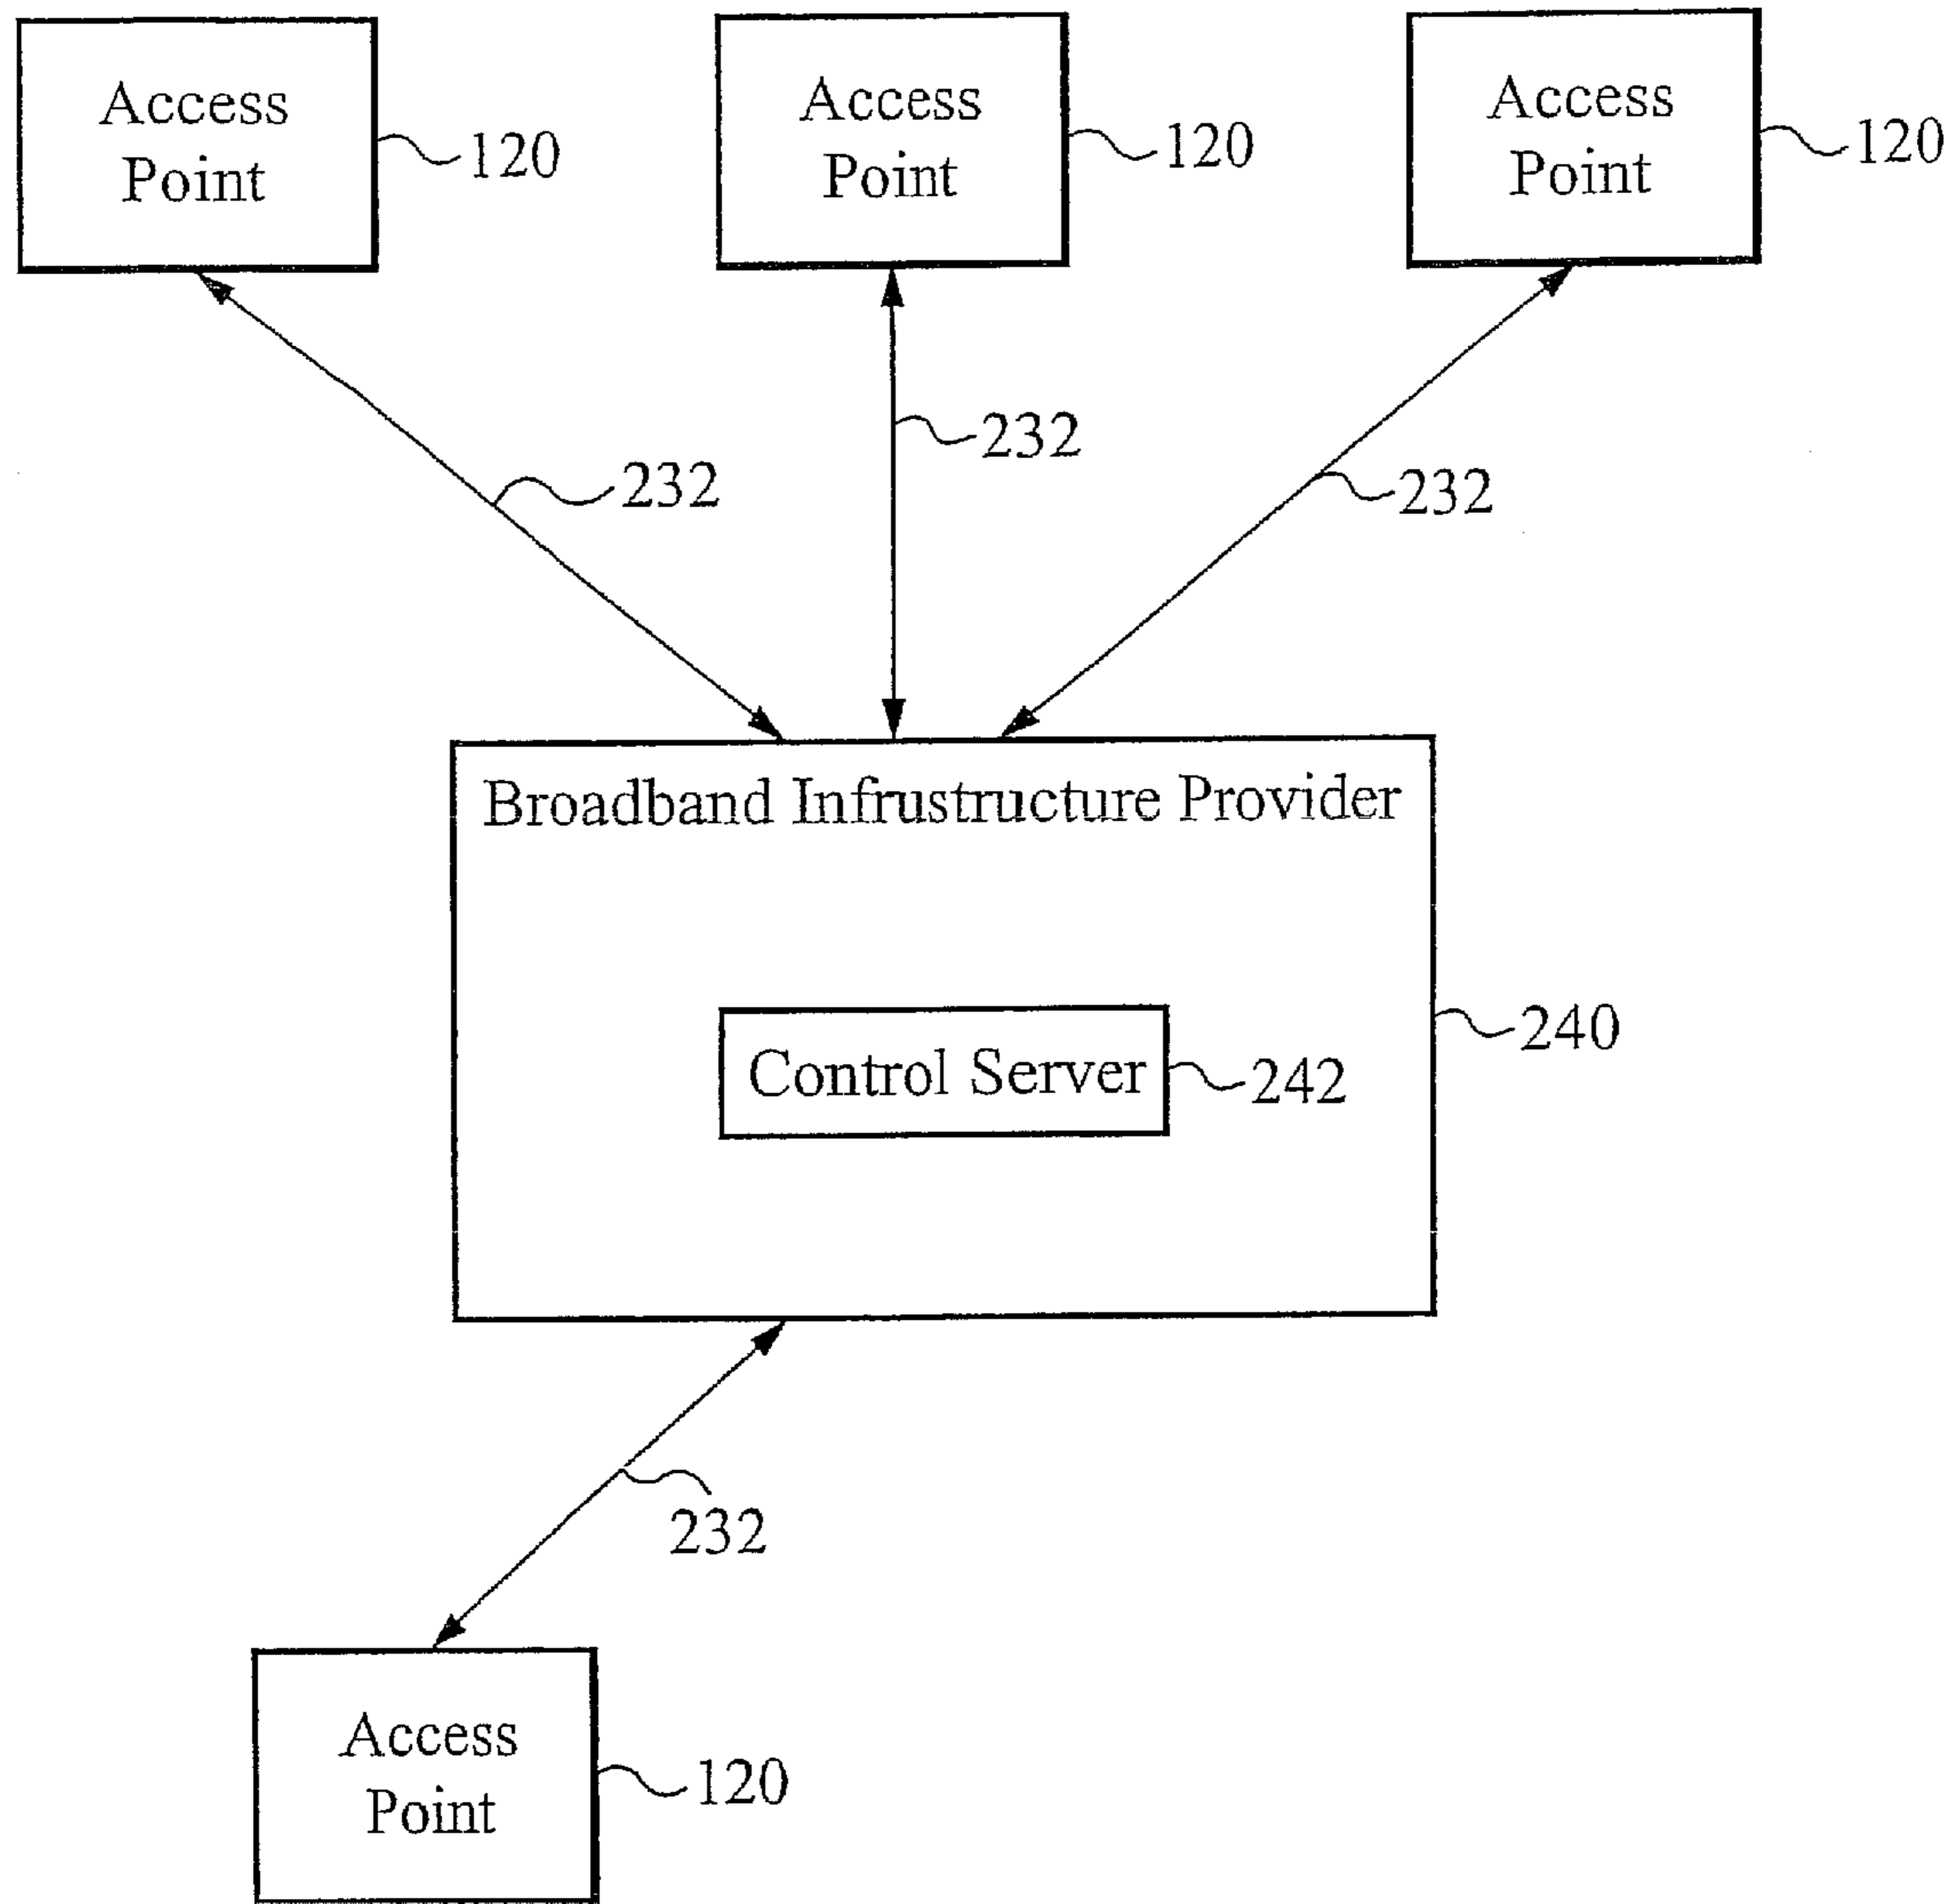 Access
Point
120
Access
Point
120
Access
Point
120
232
232
232
Broadband Infrustructure Provider
240
Control Server
242
232
Access
Point
120